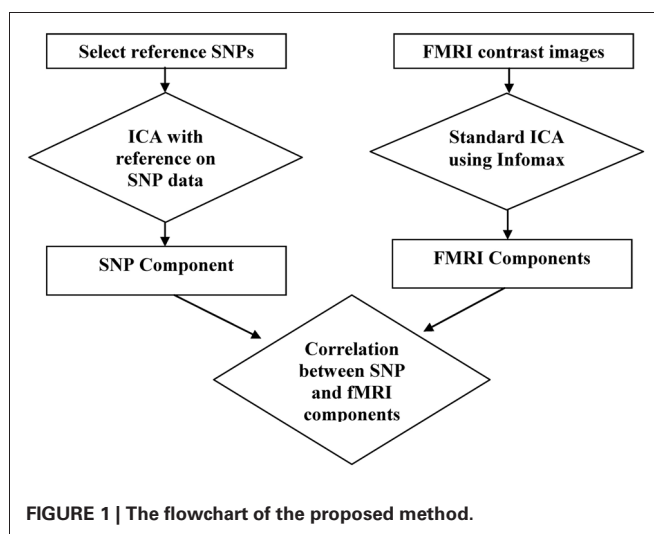 Select reference SNPs
FMRI contrast images
ICA with
reference on
SNP data
Standard ICA
using Infomax
SNP Component
FMRI Components
Correlation
between SNP
and fMRI
components
FIGURE 1 | The flowchart of the proposed method.